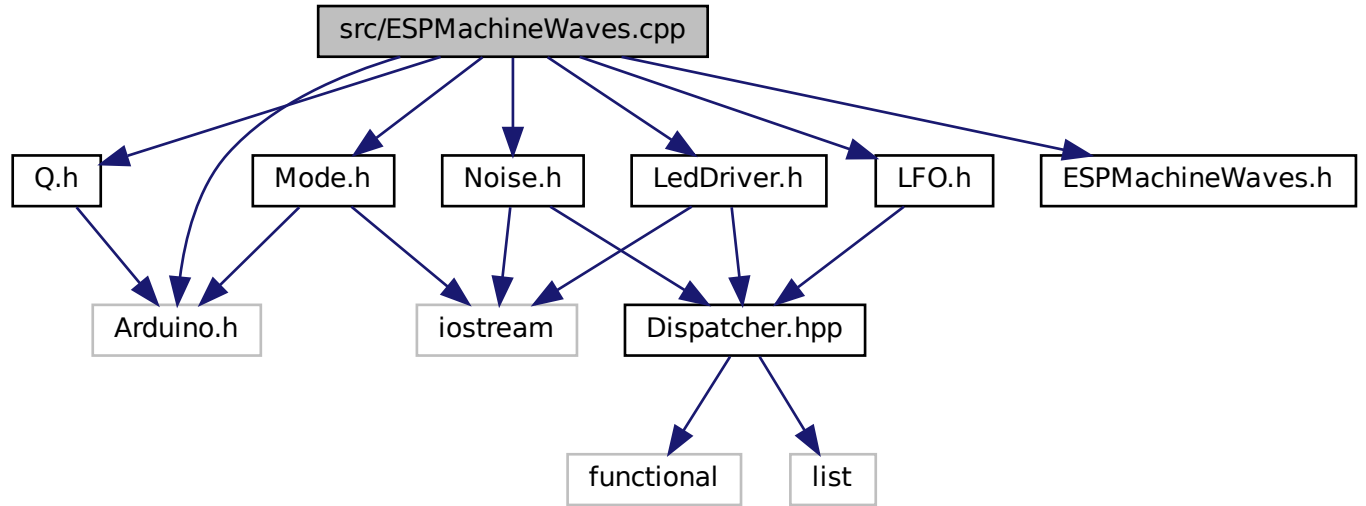 src/ESPMachineWaves.cpp
Q.h
Mode.h
Noise.h
LedDriver.h
LFO.h
ESPMachineWaves.h
Arduino.h
iostream
Dispatcher.hpp
functional
list